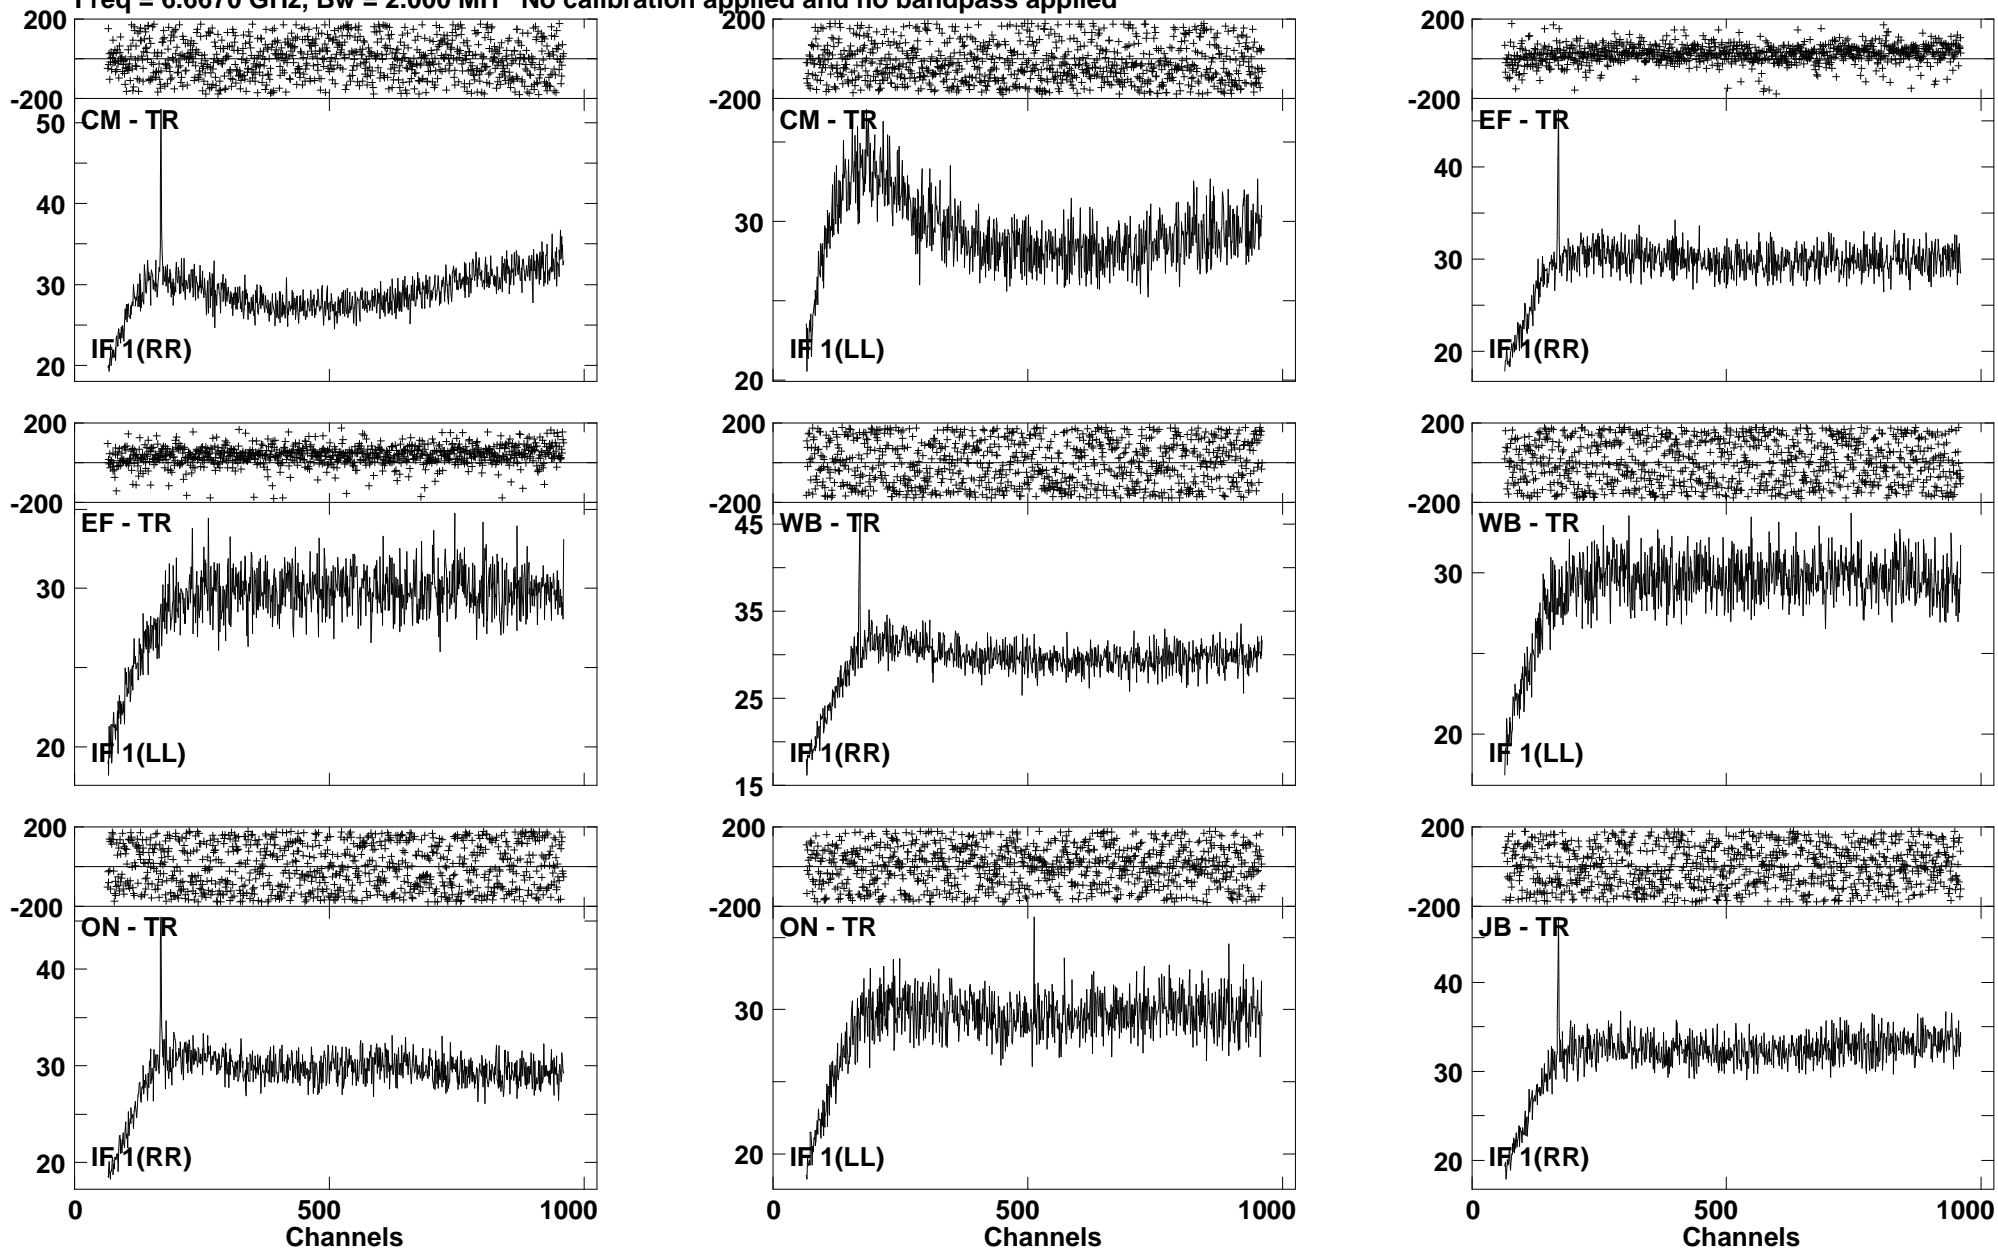 Freq = 6.6670 GHz, Bw = 2.000 MH No calibration applied and no bandpass applied
200
-200
CM - TR
50
40
30
20
IF 1(RR)
200
-200
CM - TR
30
20
IF 1(LL)
200
-200
EF - TR
40
30
20
IF 1(RR)
200
-200
EF - TR
30
20
IF 1(LL)
200
-200
WB - TR
45
35
25
15
IF 1(RR)
200
-200
WB - TR
30
20
IF 1(LL)
200
-200
ON - TR
40
30
20
IF 1(RR)
0 500 1000
Channels
200
-200
ON - TR
30
20
IF 1(LL)
0 500 1000
Channels
200
-200
JB - TR
40
30
20
IF 1(RR)
0 500 1000
Channels